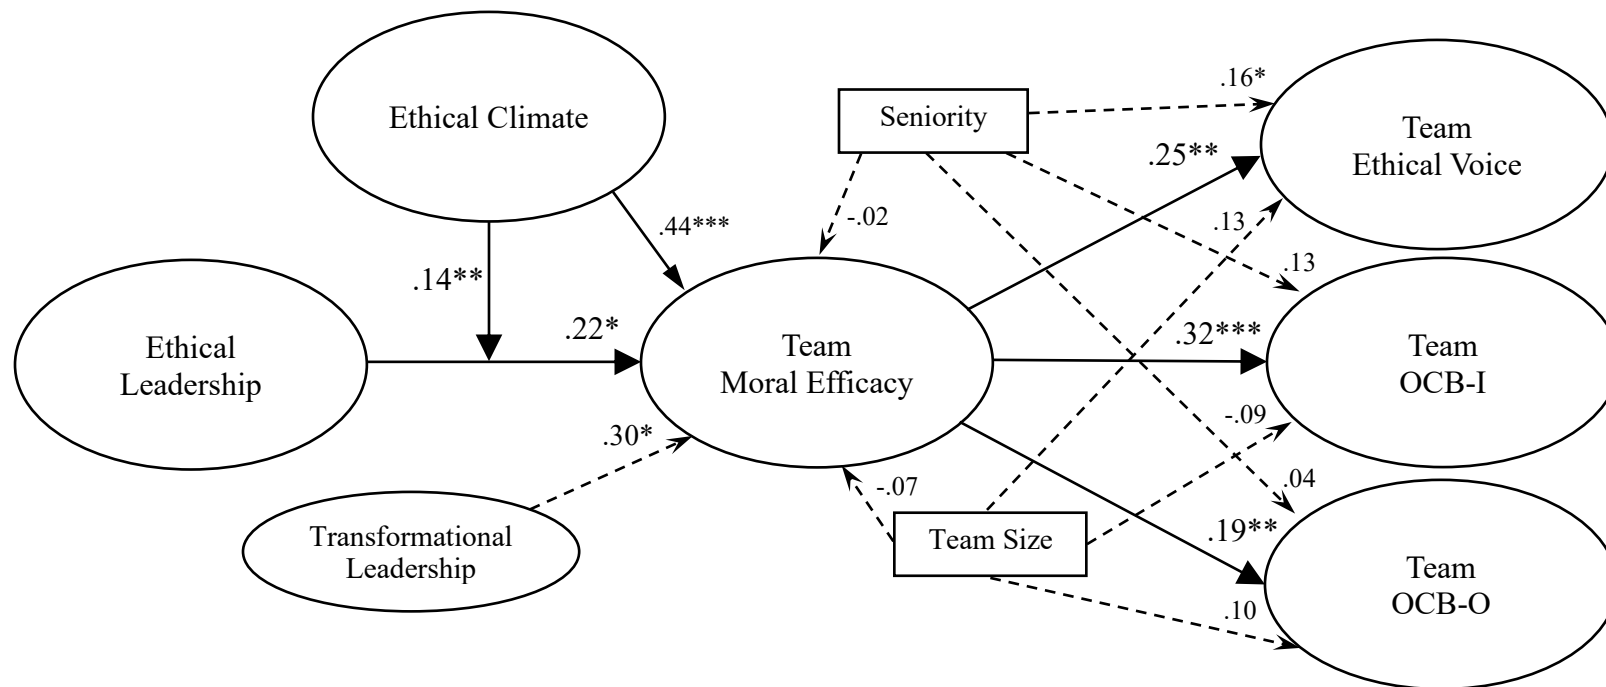 Ethical Climate
Seniority
.16*
Team
Ethical Voice
.25**
.44***
-.02
.13
.14**
.13
Ethical
Leadership
.22*
Team
Moral Efficacy
.32***
Team
OCB-I
.30*
-.09
-.07
.04
Transformational
Leadership
Team Size
.19**
Team
OCB-O
.10